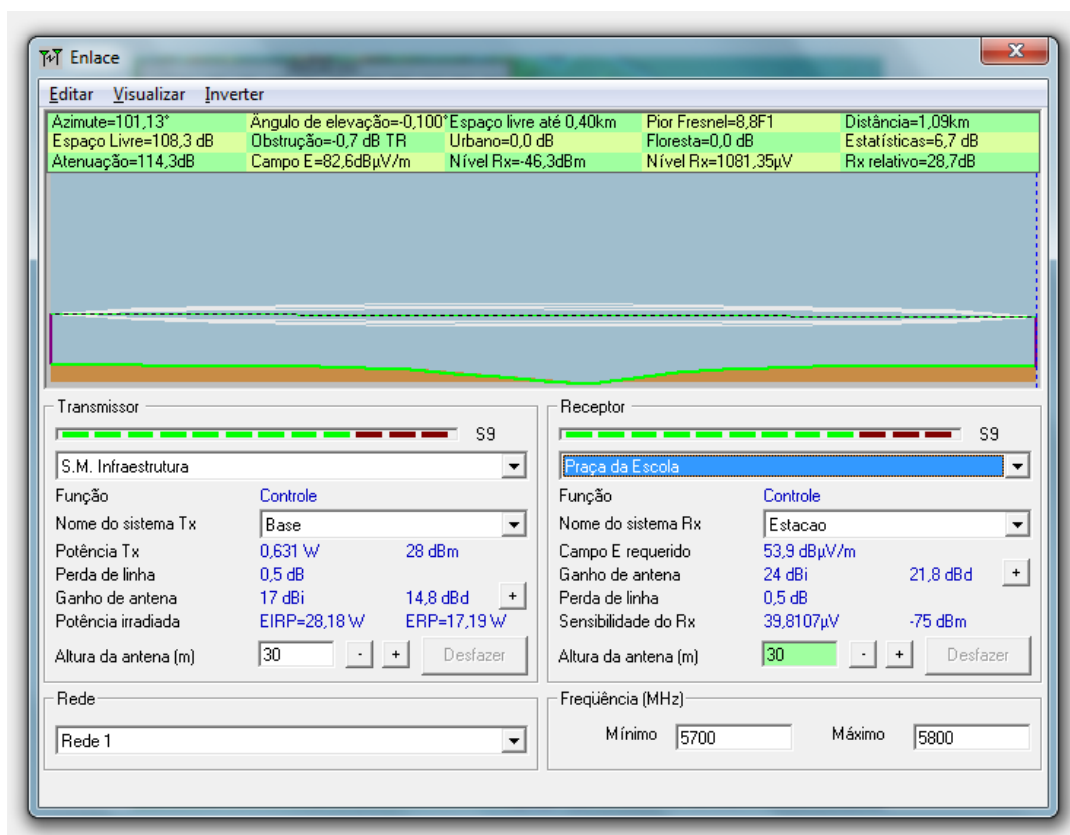 Enlace
Editar Visualizar Inverter
Azimute=101,13° Ângulo de elevação=-0,100° Espaço livre até 0,40km Pior Fresnel=8,8F1 Distância=1,09km
Espaço Livre=108,3 dB Obstrução=-0,7 dB TR Urbano=0,0 dB Floresta=0,0 dB Estatísticas=6,7 dB
Atenuação=114,3dB Campo E=82,6dBµV/m Nível Rx=-46,3dBm Nível Rx=1081,35µV Rx relativo=28,7dB
Transmissor
S9
S.M. Infraestrutura
Função Controle
Nome do sistema Tx Base
Potência Tx 0,631 W 28 dBm
Perda de linha 0,5 dB
Ganho de antena 17 dBi 14,8 dBd +
Potência irradiada EIRP=28,18 W ERP=17,19 W
Altura da antena (m) 30 - + Desfazer
Receptor
S9
Praça da Escola
Função Controle
Nome do sistema Rx Estacao
Campo E requerido 53,9 dBµV/m
Ganho de antena 24 dBi 21,8 dBd +
Perda de linha 0,5 dB
Sensibilidade do Rx 39,8107µV -75 dBm
Altura da antena (m) 30 - + Desfazer
Rede
Rede 1
Freqüência (MHz)
Mínimo 5700 Máximo 5800